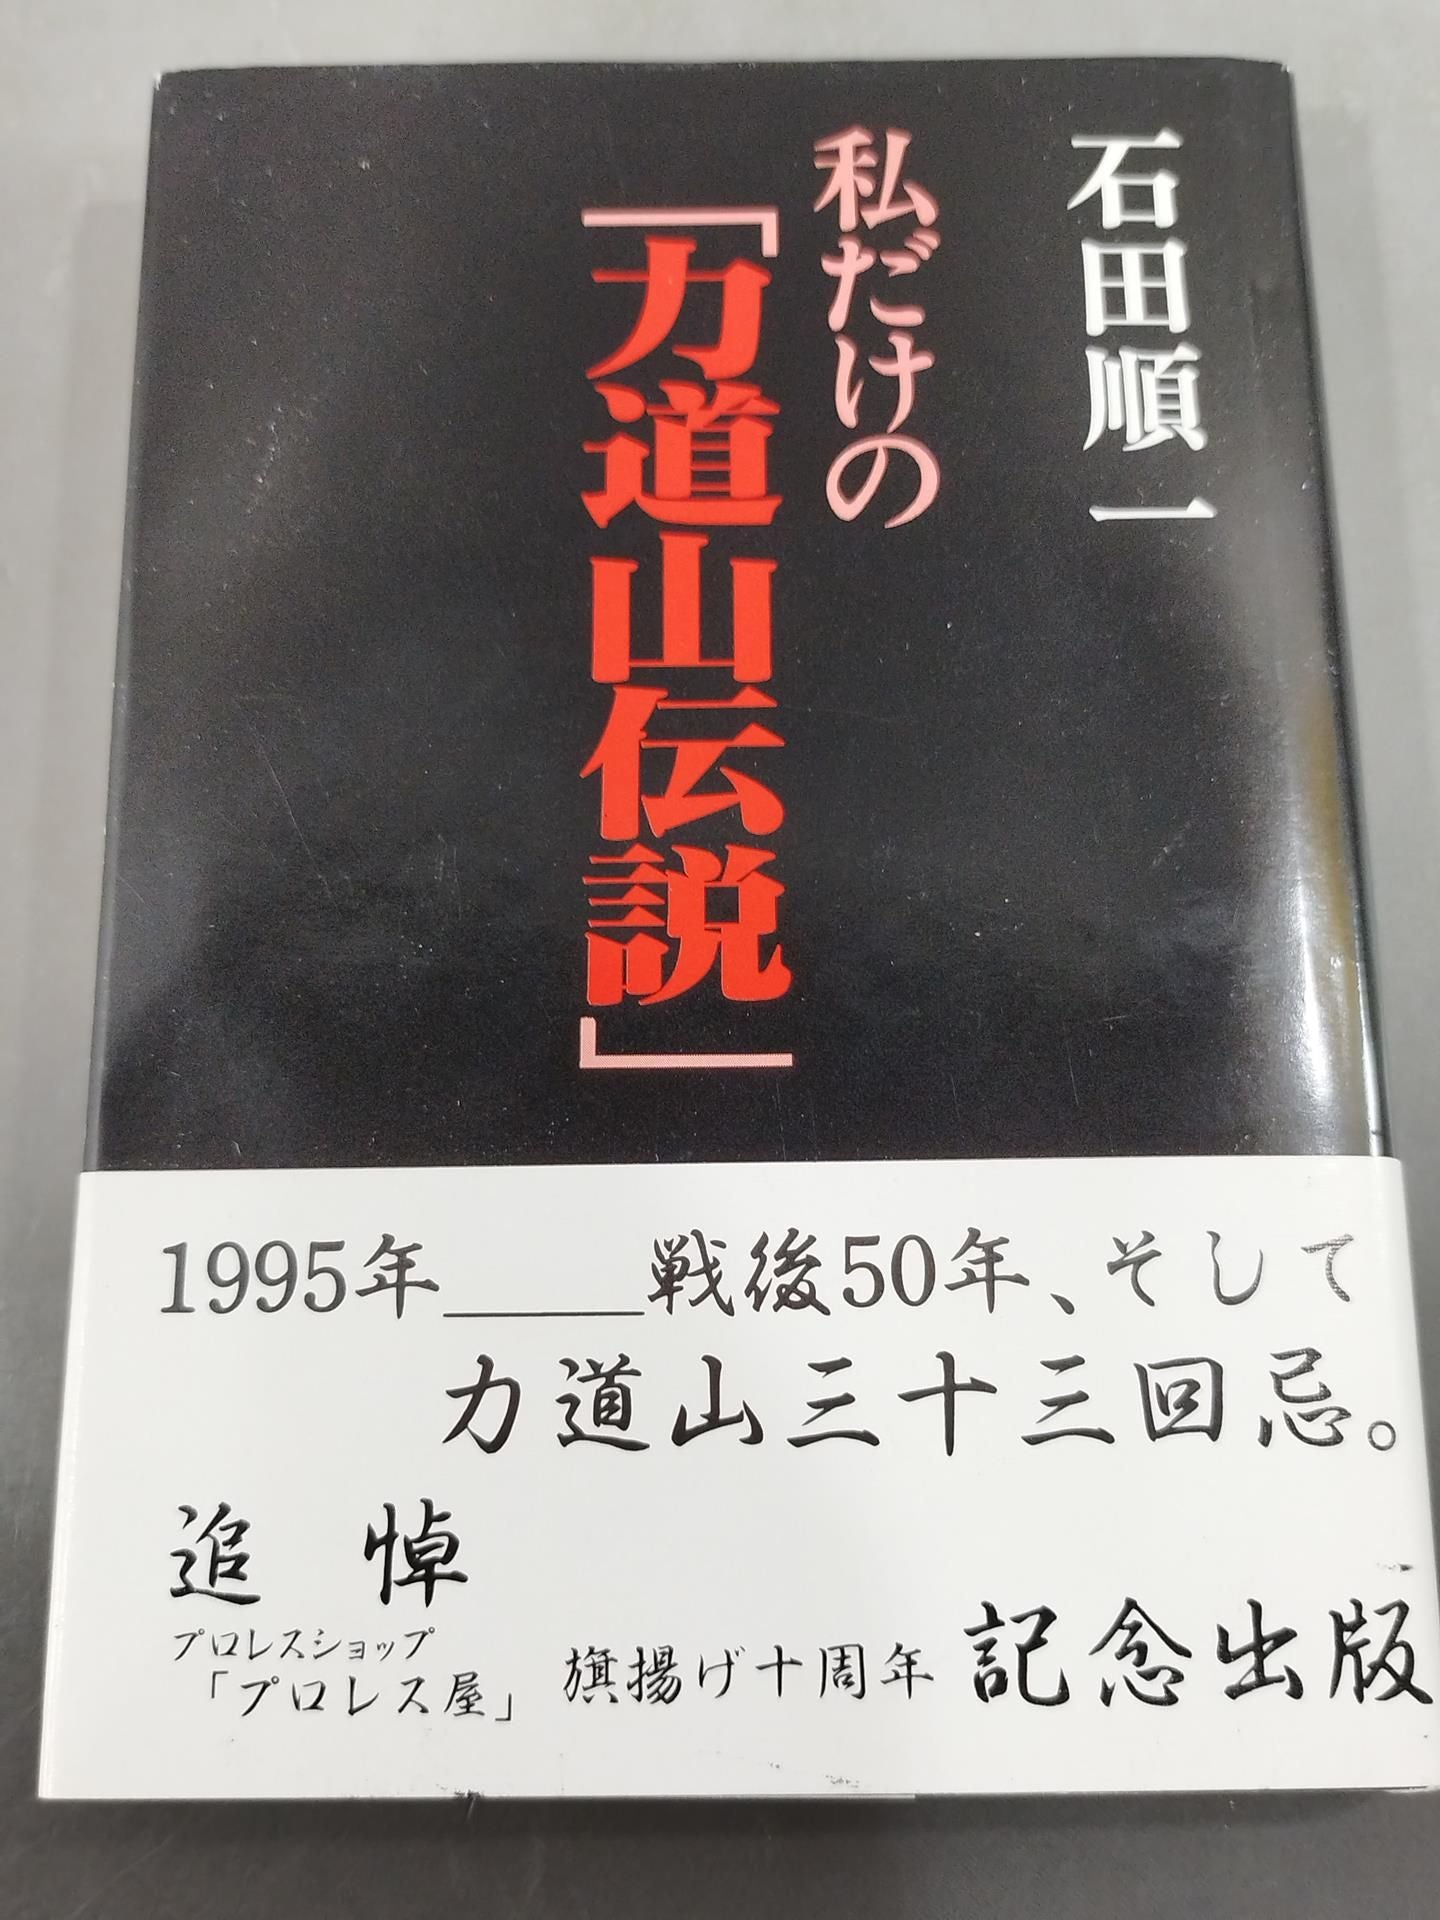 石田順一
私だけの
「力道山伝説」
1995年____戦後50年、そして
力道山三十三回忌。
追悼
プロレスショップ
「プロレス屋」
旗揚げ十周年
記念出版